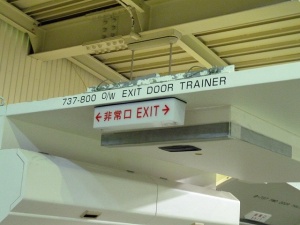 737-800 O/W EXIT DOOR TRAINER
←非常口 EXIT→